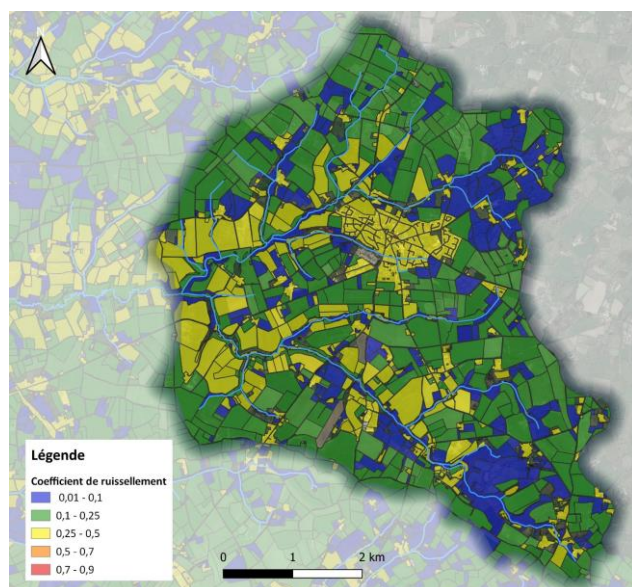 Légende
Coefficient de ruissellement
0,01 - 0,1
0,1 - 0,25
0,25 - 0,5
0,5 - 0,7
0,7 - 0,9
0 1 2 km